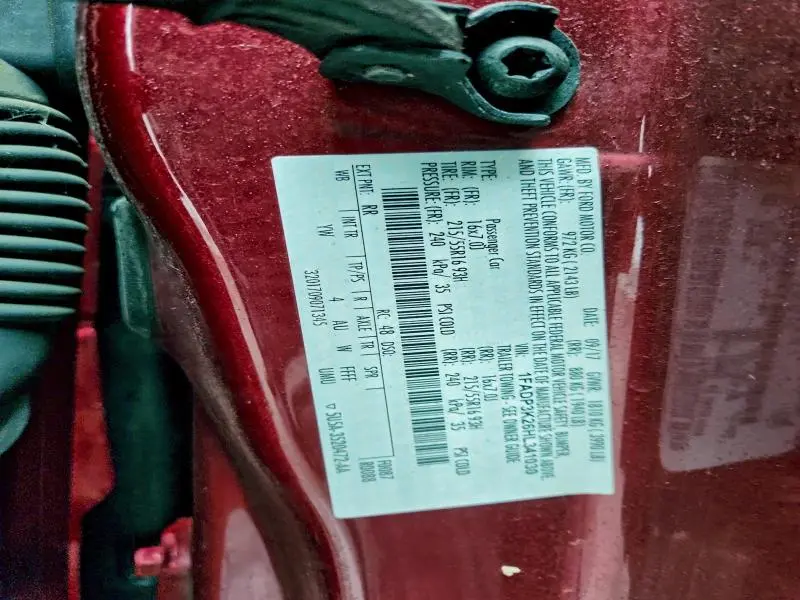 MFD. BY FORD MOTOR CO.
DATE: 09/17 GVWR: 1810 KG (3990 LB)
GAWR:(FR): 972 KG (2143 LB) (RR): 880 KG (1940 LB)
THIS VEHICLE CONFORMS TO ALL APPLICABLE FEDERAL MOTOR VEHICLE SAFETY, BUMPER,
AND THEFT PREVENTION STANDARDS IN EFFECT ON THE DATE OF MANUFACTURE SHOWN ABOVE.
VIN:
TYPE Passenger Car TRAILER TOWING - SEE OWNER GUIDE
RIM: (FR): 16x7.0J (RR): 16x7.0J
TIRE (FR): 215/55R16 93H (RR): 215/55R16 93H
PRESSURE:(FR): 240 kPa/ 35 PSI COLD (RR): 240 kPa/ 35 PSI COLD
RC: 48 DSO:
EXT PNT RR INT TR TP/PS R AXLE TR SPR
WB YW 4 AU W FFFF UMU